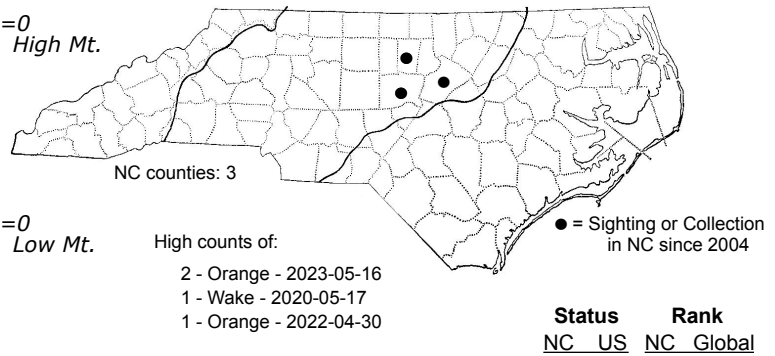 =0
High Mt.
NC counties: 3
=0
Low Mt.
High counts of:
2 - Orange - 2023-05-16
1 - Wake - 2020-05-17
1 - Orange - 2022-04-30
● = Sighting or Collection
in NC since 2004
Status Rank
NC US NC Global